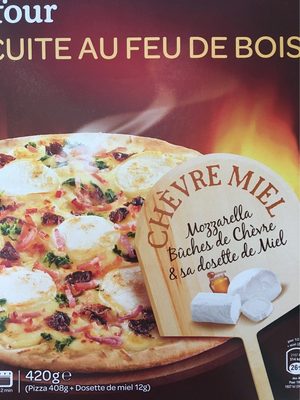 four
CUITE AU FEU DE BOIS
CHÈVRE MIEL
Mozzarella
Bûches de Chèvre
& sa dosette de Miel
420g e
(Pizza 408g + Dosette de miel 12g)